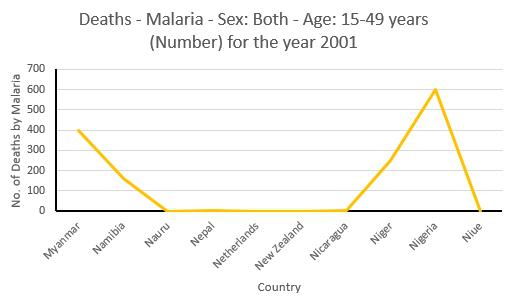 Deaths - Malaria - Sex: Both - Age: 15-49 years
(Number) for the year 2001
No. of Deaths by Malaria
700
600
500
400
300
200
100
0
Myanmar
Namibia
Nauru
Nepal
Netherlands
New Zealand
Nicaragua
Niger
Nigeria
Niue
Country